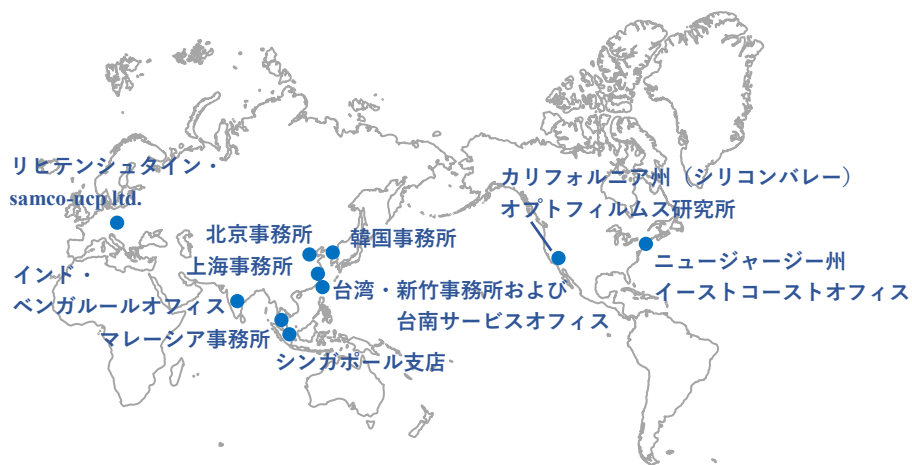 リヒテンシュタイン・
samco-ucp ltd.
カリフォルニア州（シリコンバレー）
オプトフィルムス研究所
北京事務所
韓国事務所
上海事務所
ニュージャージー州
イーストコーストオフィス
インド・
ベンガルールオフィス
台湾・新竹事務所および
台南サービスオフィス
マレーシア事務所
シンガポール支店